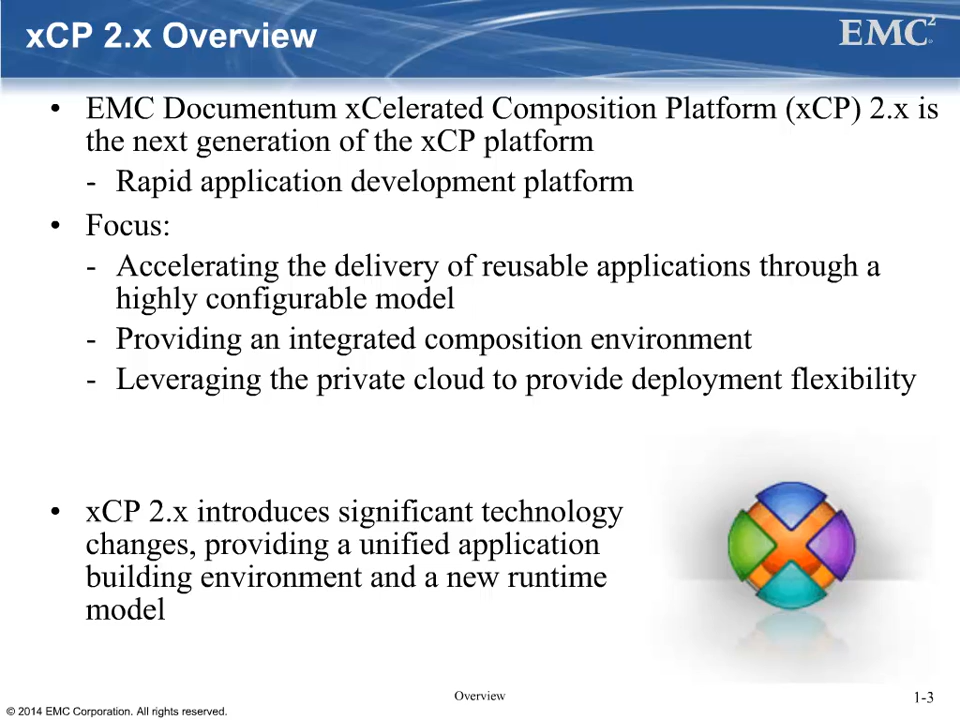 xCP 2.x Overview
EMC²
• EMC Documentum xCelerated Composition Platform (xCP) 2.x is
the next generation of the xCP platform
- Rapid application development platform
• Focus:
- Accelerating the delivery of reusable applications through a
highly configurable model
- Providing an integrated composition environment
- Leveraging the private cloud to provide deployment flexibility
• xCP 2.x introduces significant technology
changes, providing a unified application
building environment and a new runtime
model
Overview
1-3
© 2014 EMC Corporation. All rights reserved.